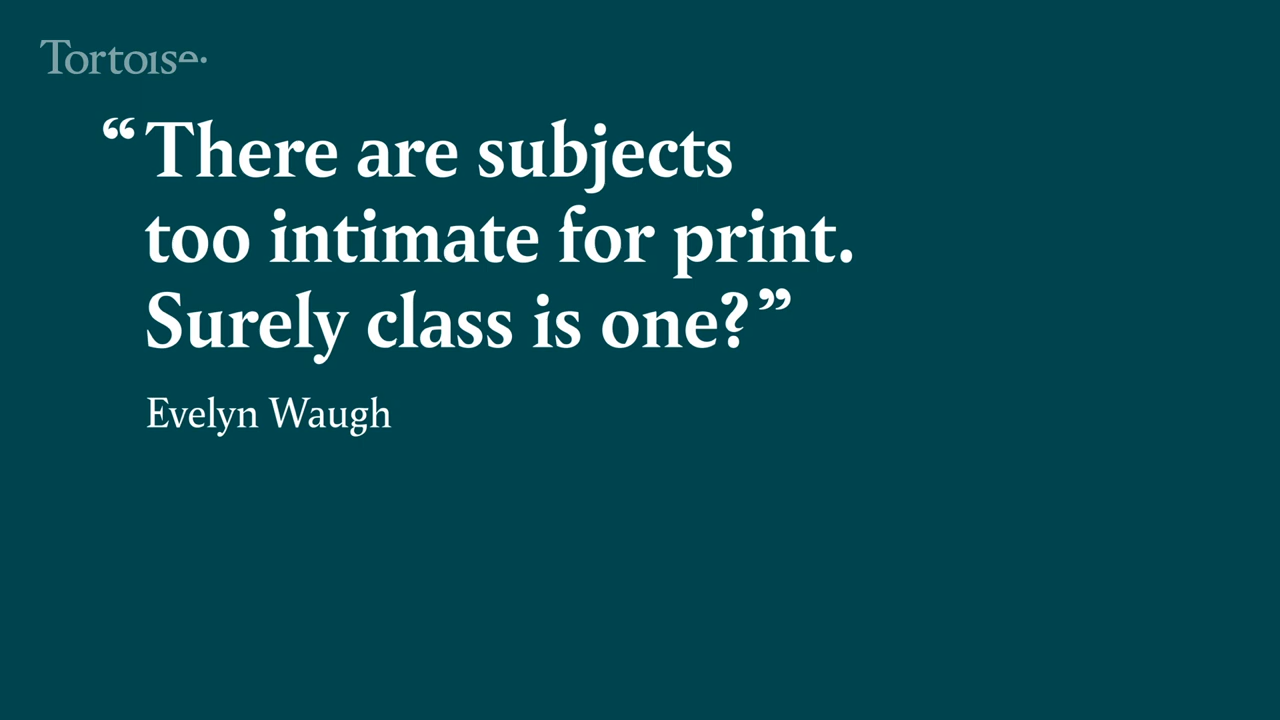 Tortoise.
“There are subjects
too intimate for print.
Surely class is one?”
Evelyn Waugh